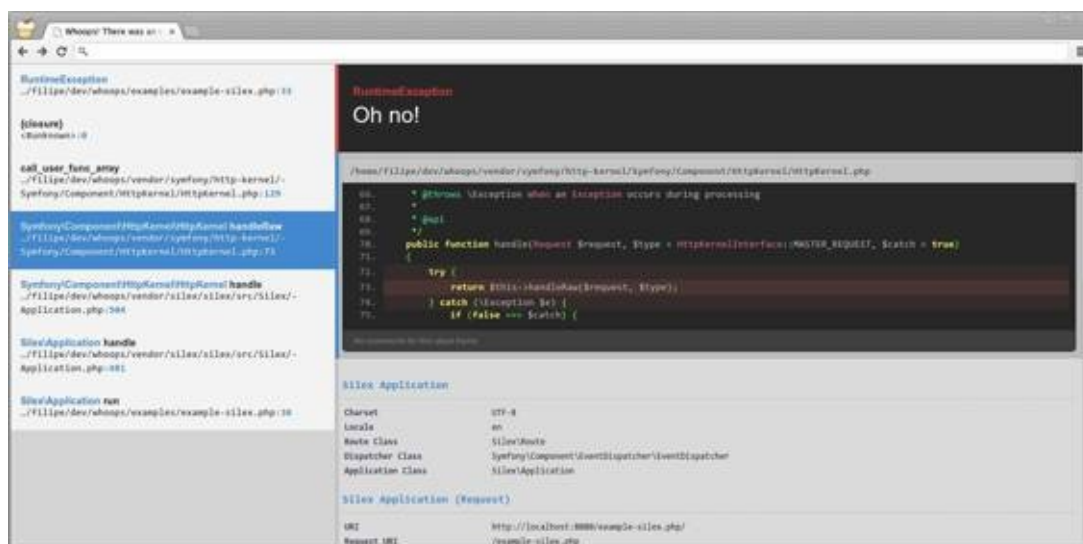 Whoops! There was an
RuntimeException
…/filipe/dev/whoops/examples/example-silex.php:
{closure}
<#unknown>:0
call_user_func_array
…/filipe/dev/whoops/vendor/symfony/http-kernel/-
Symfony/Component/HttpKernel/HttpKernel.php:129
Symfony\Component\HttpKernel\HttpKernel handleRaw
…/filipe/dev/whoops/vendor/symfony/http-kernel/-
Symfony/Component/HttpKernel/HttpKernel.php:73
Symfony\Component\HttpKernel\HttpKernel handle
…/filipe/dev/whoops/vendor/silex/silex/src/Silex/-
Application.php:504
Silex\Application handle
…/filipe/dev/whoops/vendor/silex/silex/src/Silex/-
Application.php:481
Silex\Application run
…/filipe/dev/whoops/examples/example-silex.php:
RuntimeException
Oh no!
/home/filipe/dev/whoops/vendor/symfony/http-kernel/Symfony/Component/HttpKernel/HttpKernel.php
66. * @throws \Exception when an Exception occurs during processing
67. *
68. * @api
69. */
70. public function handle(Request $request, $type = HttpKernelInterface::MASTER_REQUEST, $catch = true)
71. {
72. try {
73. return $this->handleRaw($request, $type);
74. } catch (\Exception $e) {
75. if (false === $catch) {
No comments for this stack frame.
Silex Application
Charset UTF-8
Locale en
Route Class Silex\Route
Dispatcher Class Symfony\Component\EventDispatcher\EventDispatcher
Application Class Silex\Application
Silex Application (Request)
URI http://localhost:8000/example-silex.php/
Request URI /example-silex.php